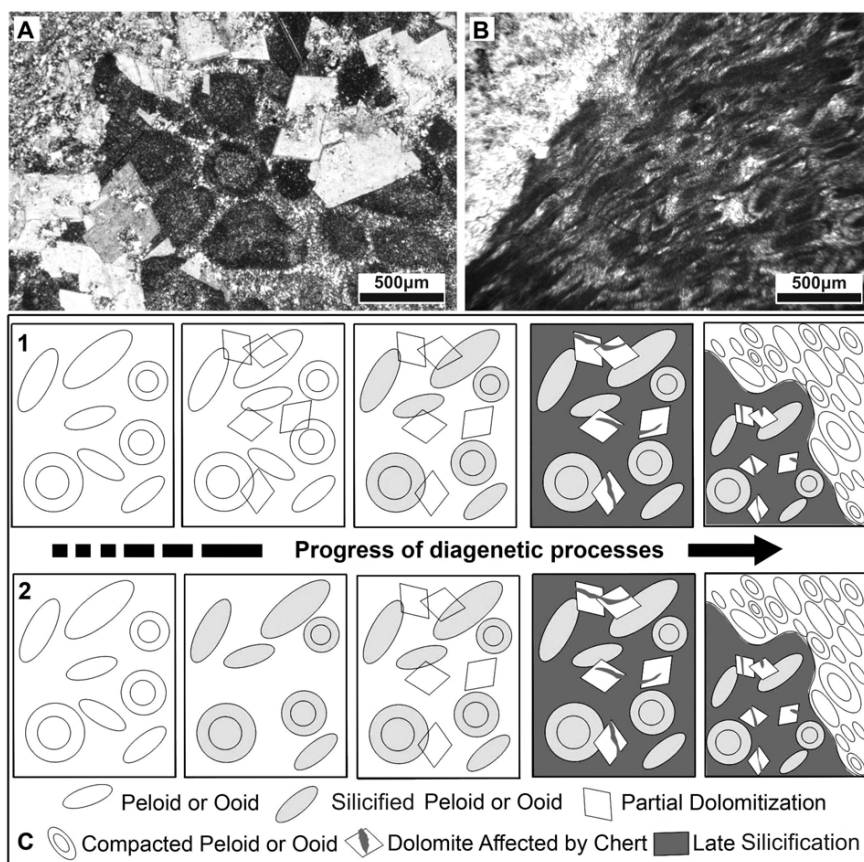 A
B
500µm
500µm
1
Progress of diagenetic processes
2
Peloid or Ooid Silicified Peloid or Ooid Partial Dolomitization
C Compacted Peloid or Ooid Dolomite Affected by Chert Late Silicification